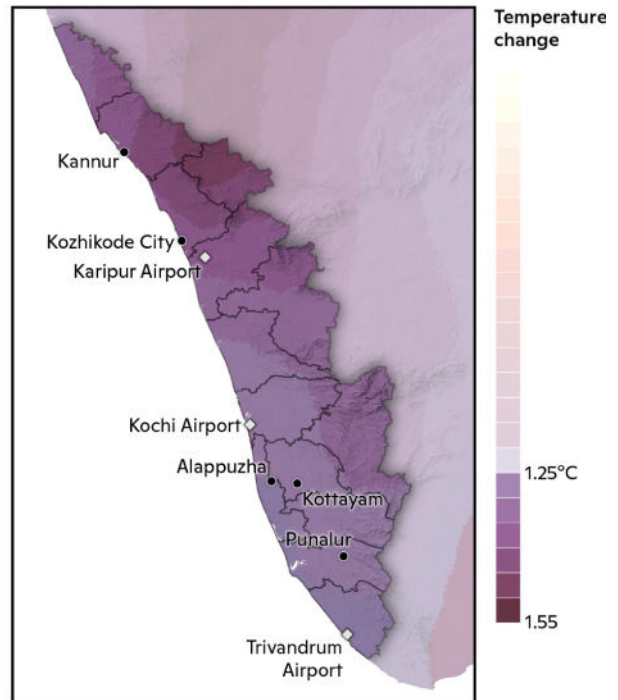 Temperature
change
Kannur
Kozhikode City
Karipur Airport
Kochi Airport
Alappuzha
1.25°C
Kottayam
Punalur
1.55
Trivandrum
Airport